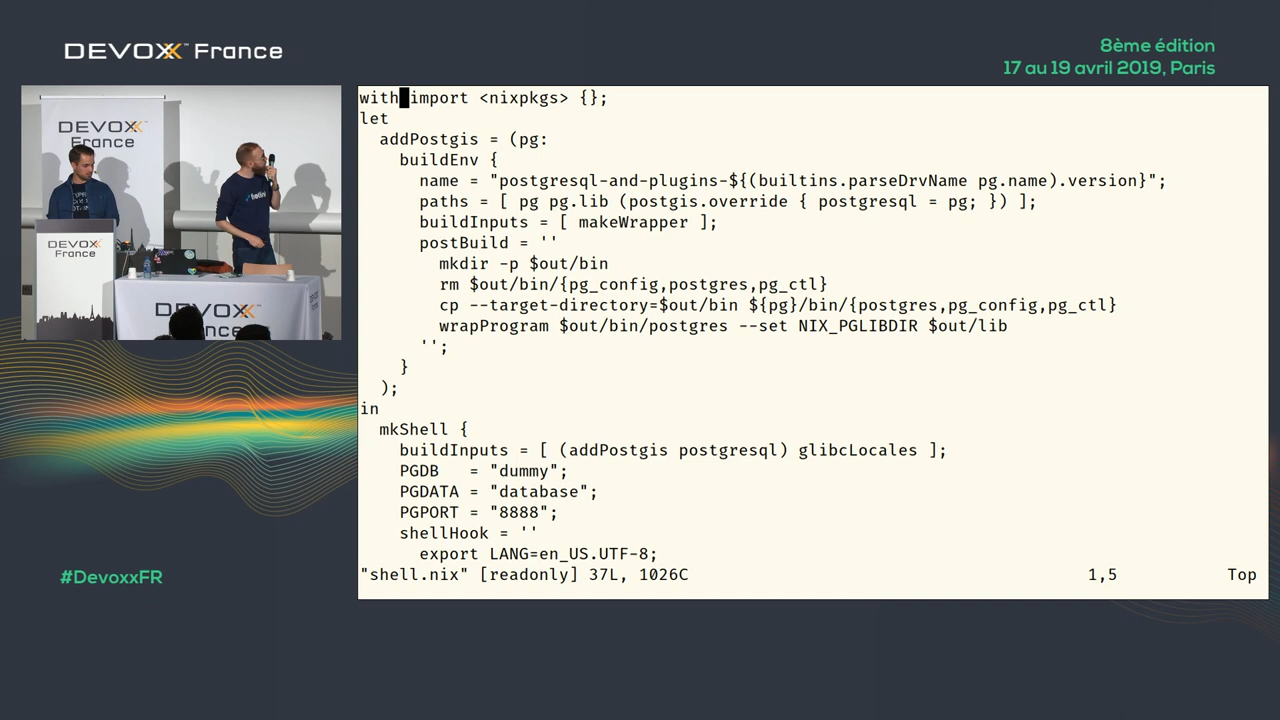 DEVOXX™ France
8ème édition
17 au 19 avril 2019, Paris
DEVOXX
France
DEVOXX
France
DEVOXX
France
with import <nixpkgs> {};
let
  addPostgis = (pg:
    buildEnv {
      name = "postgresql-and-plugins-${(builtins.parseDrvName pg.name).version}";
      paths = [ pg pg.lib (postgis.override { postgresql = pg; }) ];
      buildInputs = [ makeWrapper ];
      postBuild = ''
        mkdir -p $out/bin
        rm $out/bin/{pg_config,postgres,pg_ctl}
        cp --target-directory=$out/bin ${pg}/bin/{postgres,pg_config,pg_ctl}
        wrapProgram $out/bin/postgres --set NIX_PGLIBDIR $out/lib
      '';
    }
  );
in
  mkShell {
    buildInputs = [ (addPostgis postgresql) glibcLocales ];
    PGDB   = "dummy";
    PGDATA = "database";
    PGPORT = "8888";
    shellHook = ''
      export LANG=en_US.UTF-8;
"shell.nix" [readonly] 37L, 1026C 1,5 Top
#DevoxxFR